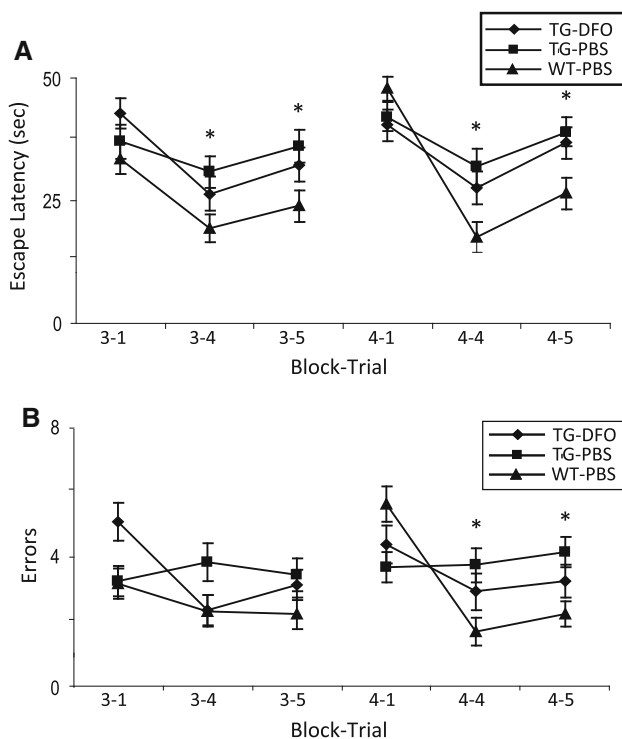 A
TG-DFO
TG-PBS
WT-PBS
Escape Latency (sec)
50
25
0
* * * *
3-1 3-4 3-5 4-1 4-4 4-5
Block-Trial
B
TG-DFO
TG-PBS
WT-PBS
Errors
8
4
0
* *
3-1 3-4 3-5 4-1 4-4 4-5
Block-Trial